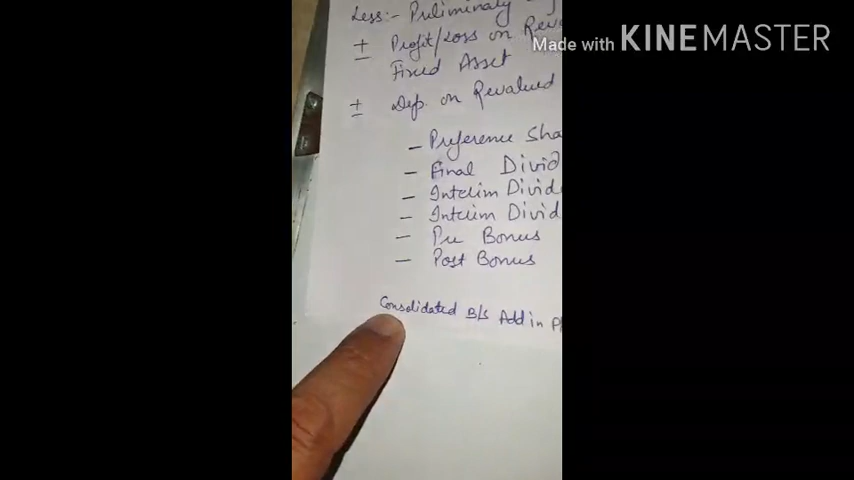 Less:- Preliminary
± Profit/Loss on
Fixed Asset
± Dep. on Revalued
- Preference Sha
- Final Divid
- Interim Divid
- Interim Divid
- Pre Bonus
- Post Bonus
Consolidated B/S Add in P/
Made with KINEMASTER